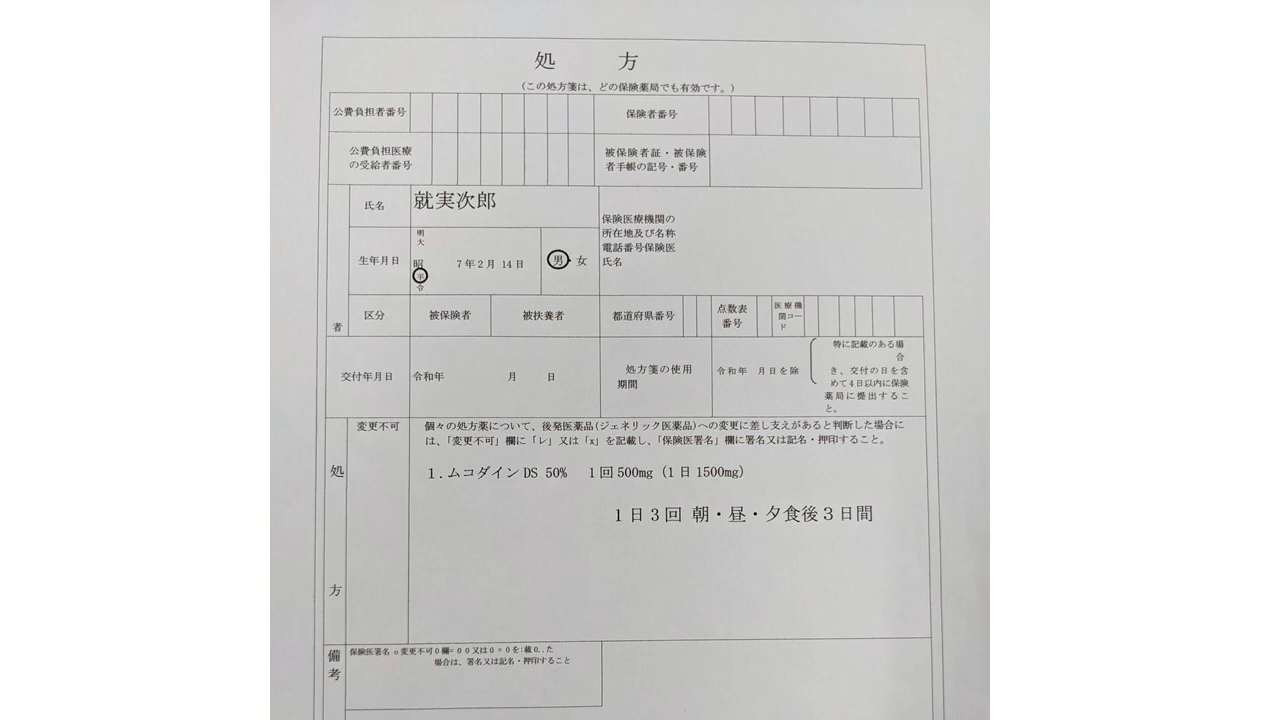 処 方
(この処方箋は、どの保険薬局でも有効です。)
公費負担者番号
保険者番号
公費負担医療
の受給者番号
被保険者証・被保険
者手帳の記号・番号
氏名
就実次郎
保険医療機関の
所在地及び名称
電話番号保険医
氏名
生年月日
明
大
昭
平
令
7年2月 14日
男・女
者
区分
被保険者
被扶養者
都道府県番号
点数表
番号
医療機
関コー
ド
交付年月日
令和年 月 日
処方箋の使用
期間
令和年 月日を除
特に記載のある場
合
き、交付の日を含
めて4日以内に保険
薬局に提出するこ
と。
処
方
変更不可
個々の処方薬について、後発医薬品(ジェネリック医薬品)への変更に差し支えがあると判断した場合に
は、「変更不可」欄に「レ」又は「x」を記載し、「保険医署名」欄に署名又は記名・押印すること。
1.ムコダイン DS 50% 1回500mg (1日1500mg)
1日3回 朝・昼・夕食後3日間
備
考
保険医署名 o変更不可0欄=00又は0=0を:載0..た
場合は、署名又は記名・押印すること